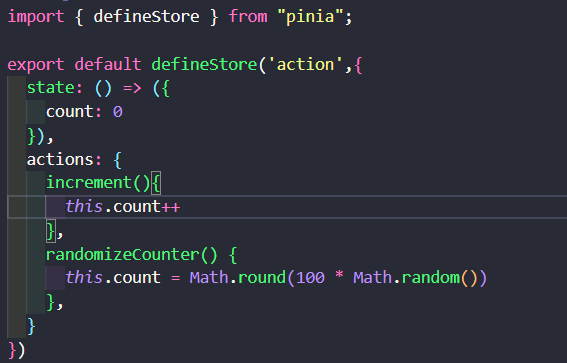 import { defineStore } from "pinia";
export default defineStore('action',{
state: () => ({
count: 0
}),
actions: {
increment(){
this.count++
},
randomizeCounter() {
this.count = Math.round(100 * Math.random())
},
}
})